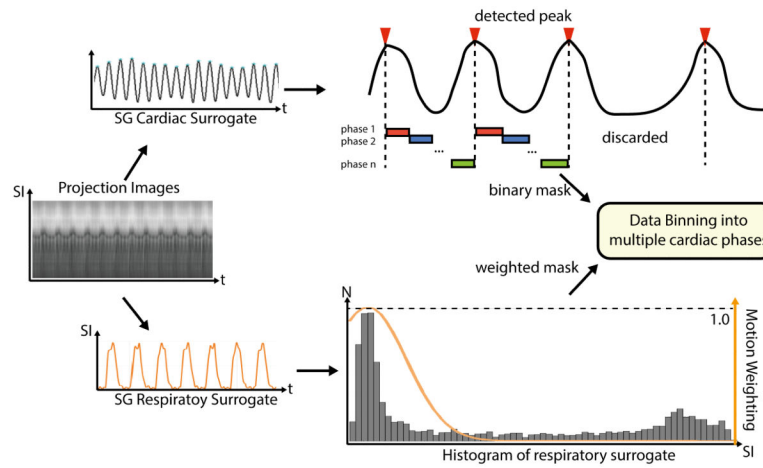 detected peak
t
SG Cardiac Surrogate
phase 1
phase 2
...
...
phase n
discarded
binary mask
SI
Projection Images
t
Data Binning into
multiple cardiac phases
weighted mask
N
1.0
Motion Weighting
SI
t
SG Respiratoy Surrogate
SI
Histogram of respiratory surrogate